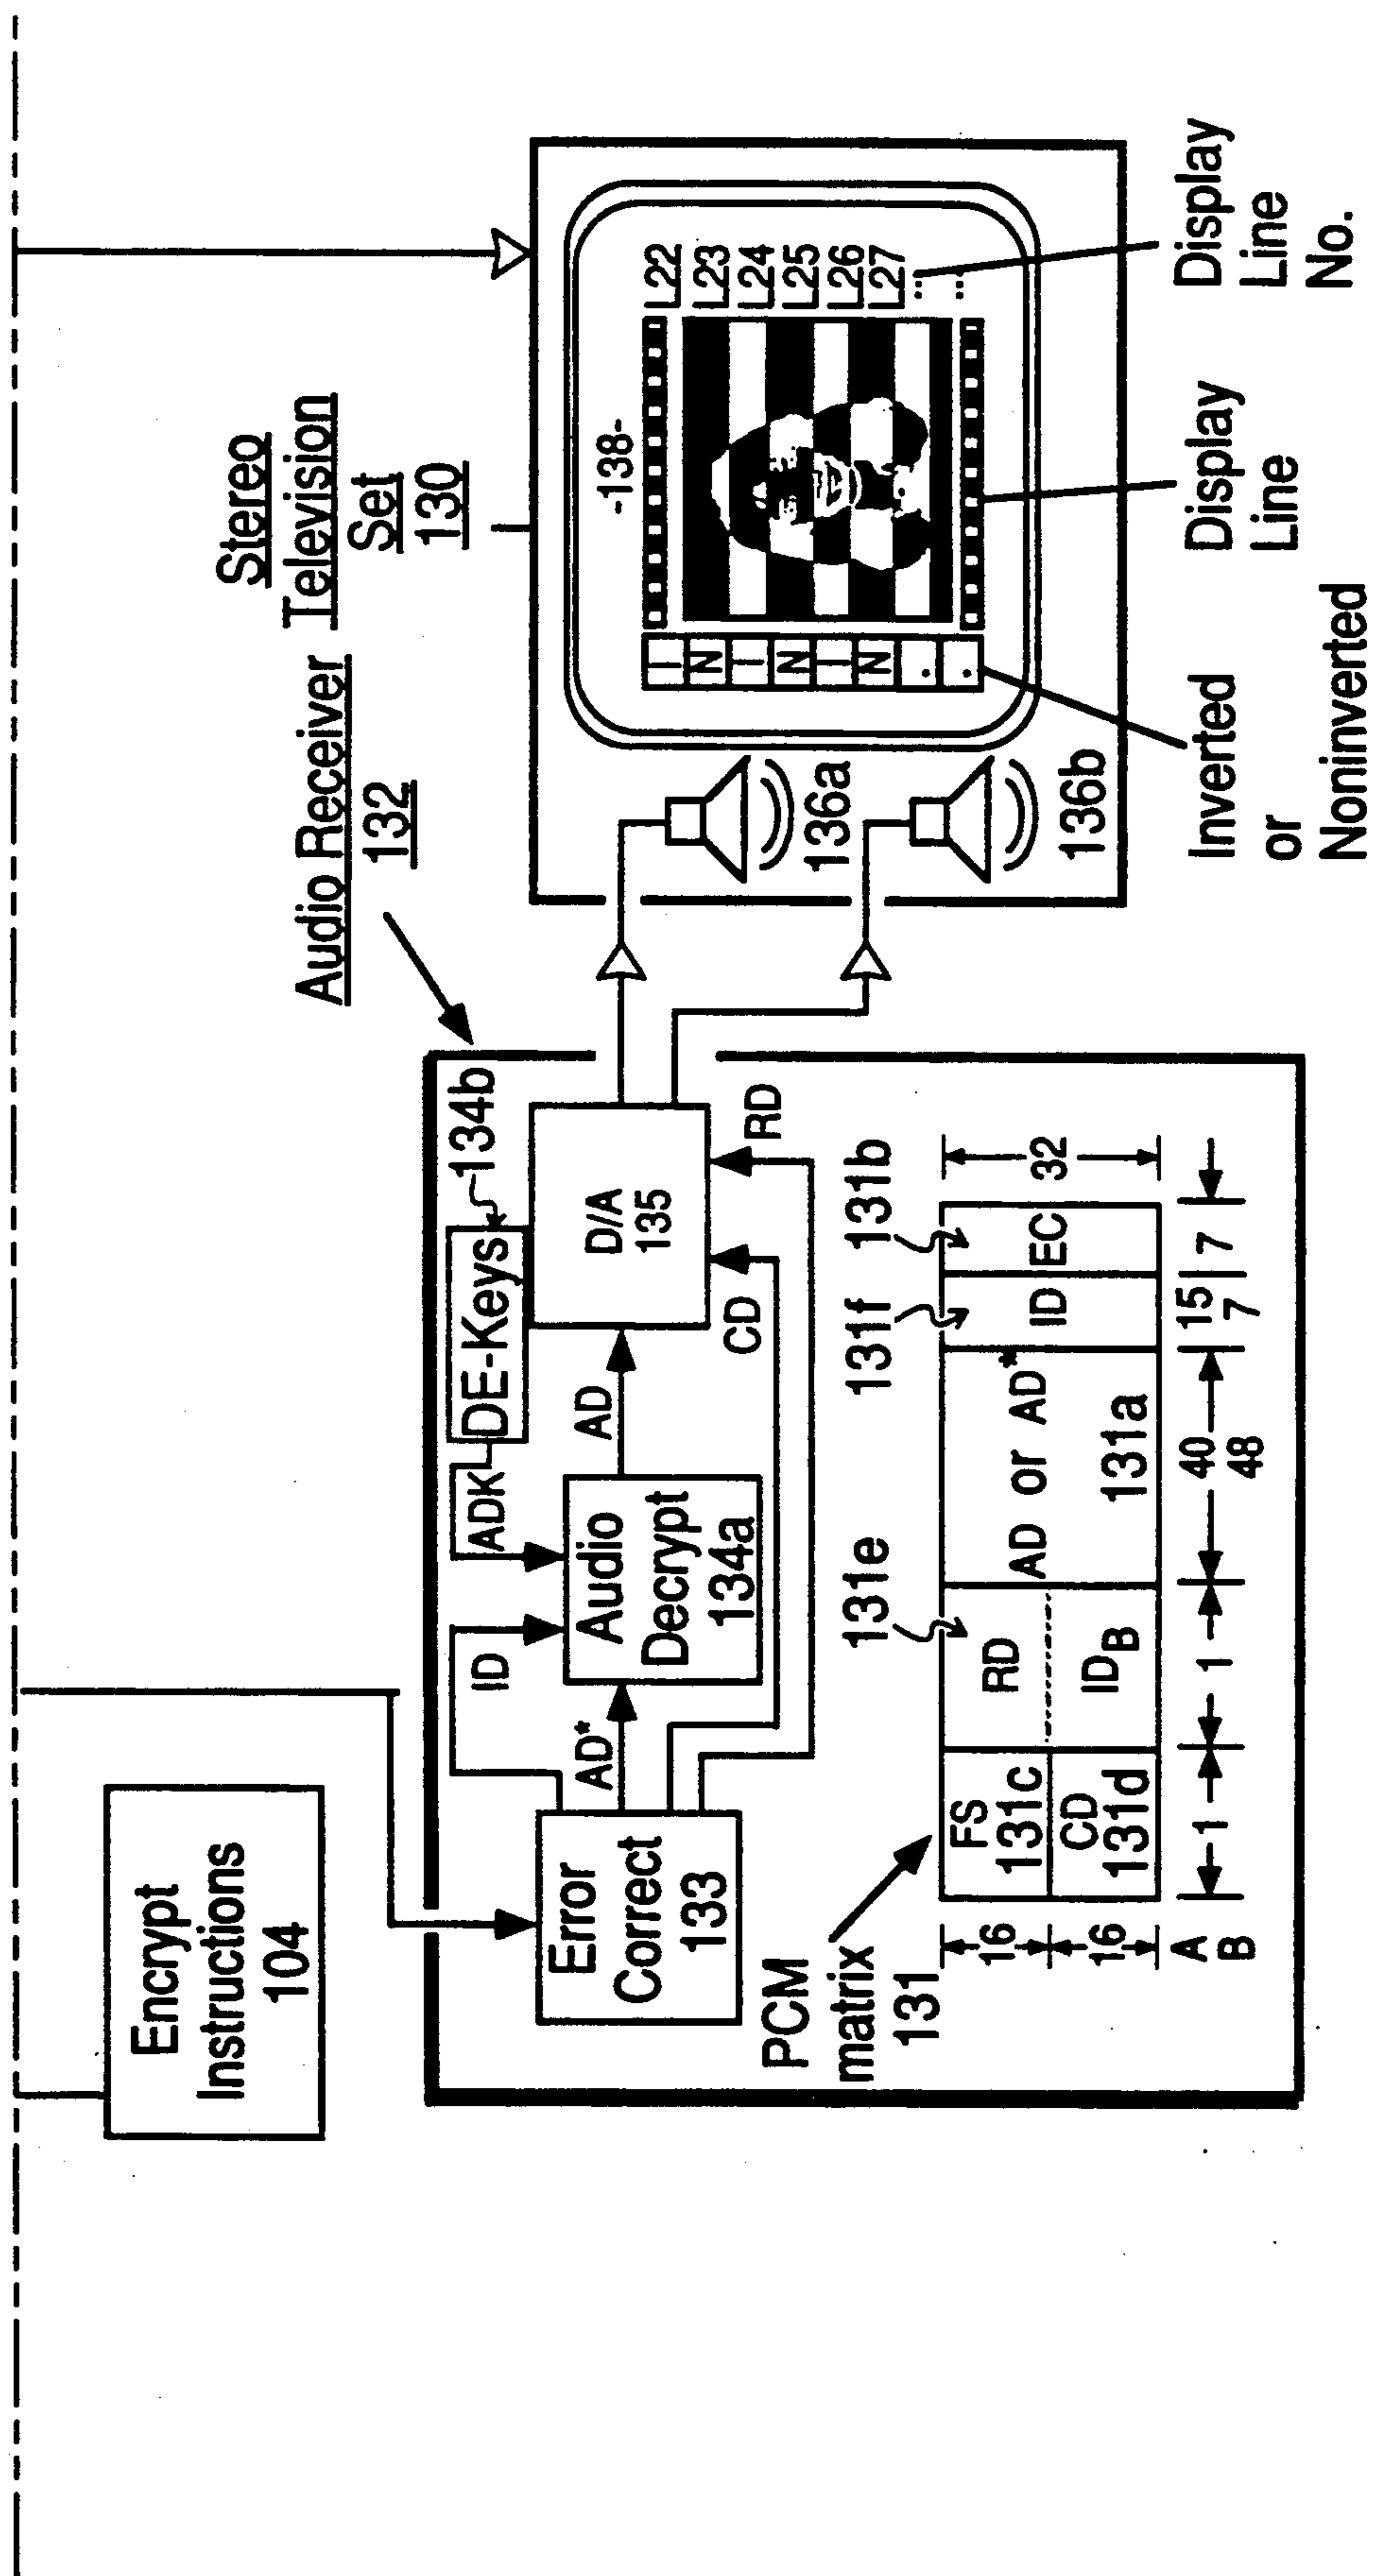 Encrypt
Instructions
104
Audio Receiver
132
Stereo
Television
Set
130
Error
Correct
133
ID
AD*
ADK
Audio
Decrypt
134a
DE-Keys
134b
AD
D/A
135
CD
RD
PCM
matrix
131
16
16
A
B
FS
131c
CD
131d
1
131e
RD
IDB
1
AD or AD*
131a
40
48
131f
ID
15
7
131b
EC
7
32
136a
136b
-138-
I
N
I
N
I
N
.
.
L22
L23
L24
L25
L26
L27
...
...
Inverted
or
Noninverted
Display
Line
Display
Line
No.